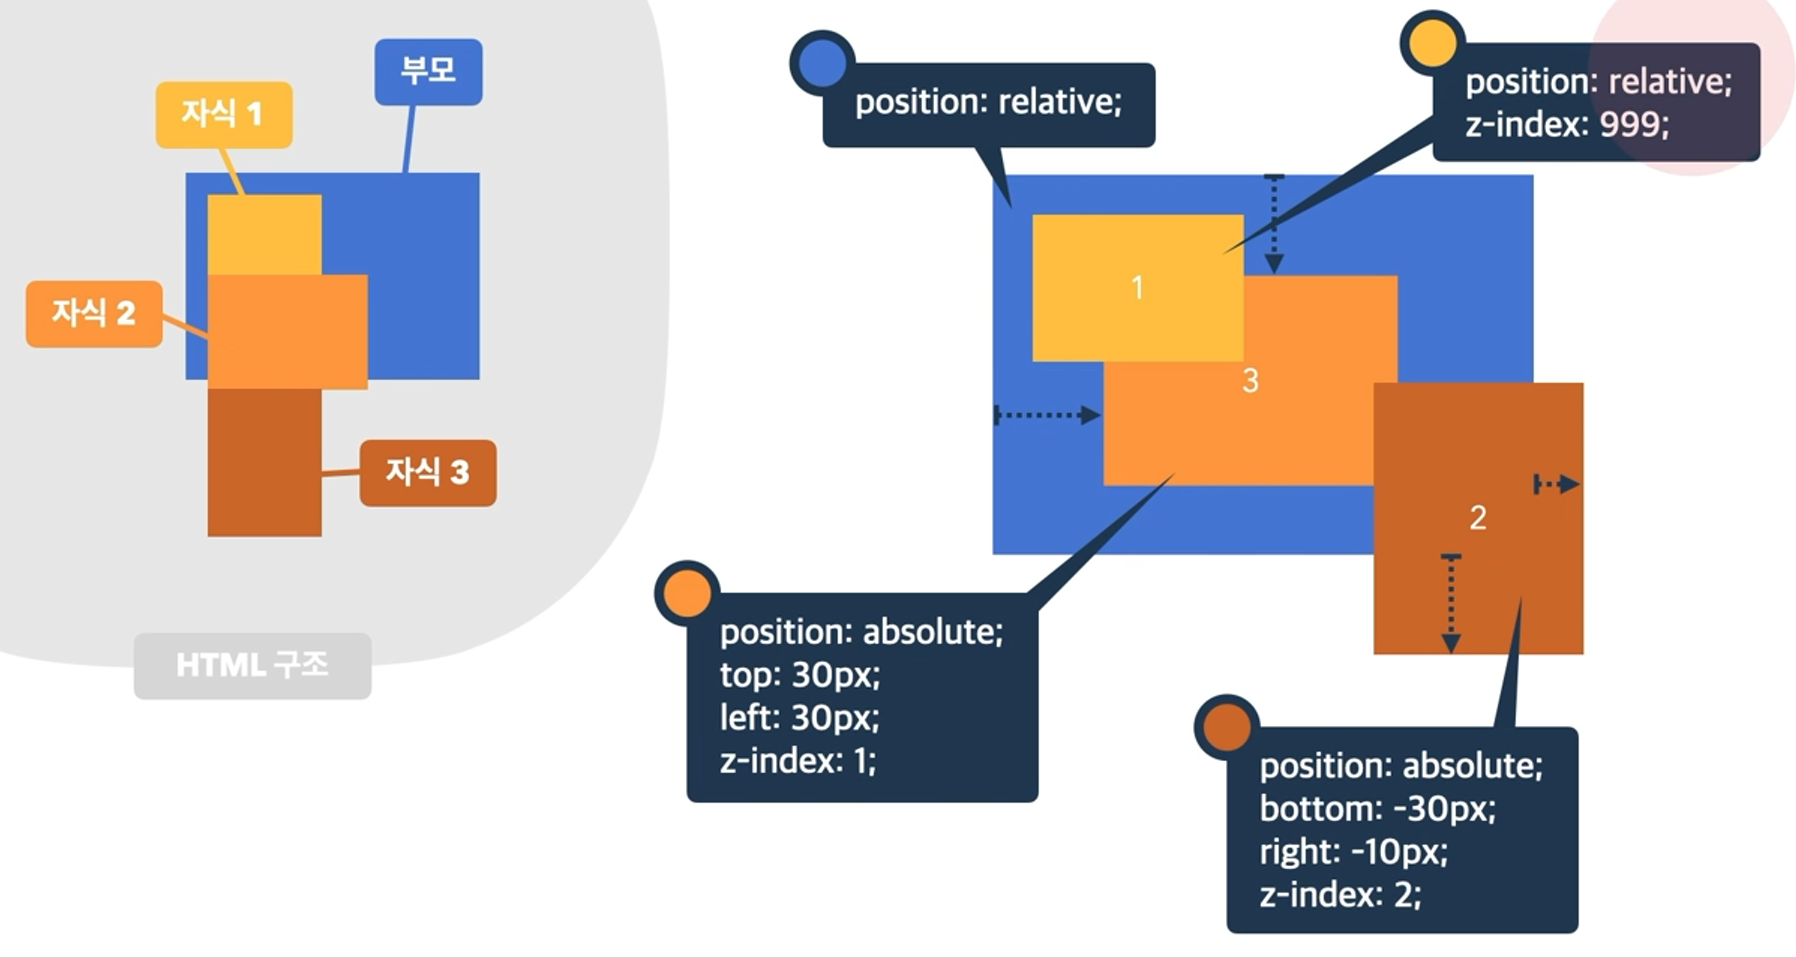 부모
자식 1
자식 2
자식 3
HTML 구조
position: relative;
position: relative;
z-index: 999;
1
3
2
position: absolute;
top: 30px;
left: 30px;
z-index: 1;
position: absolute;
bottom: -30px;
right: -10px;
z-index: 2;